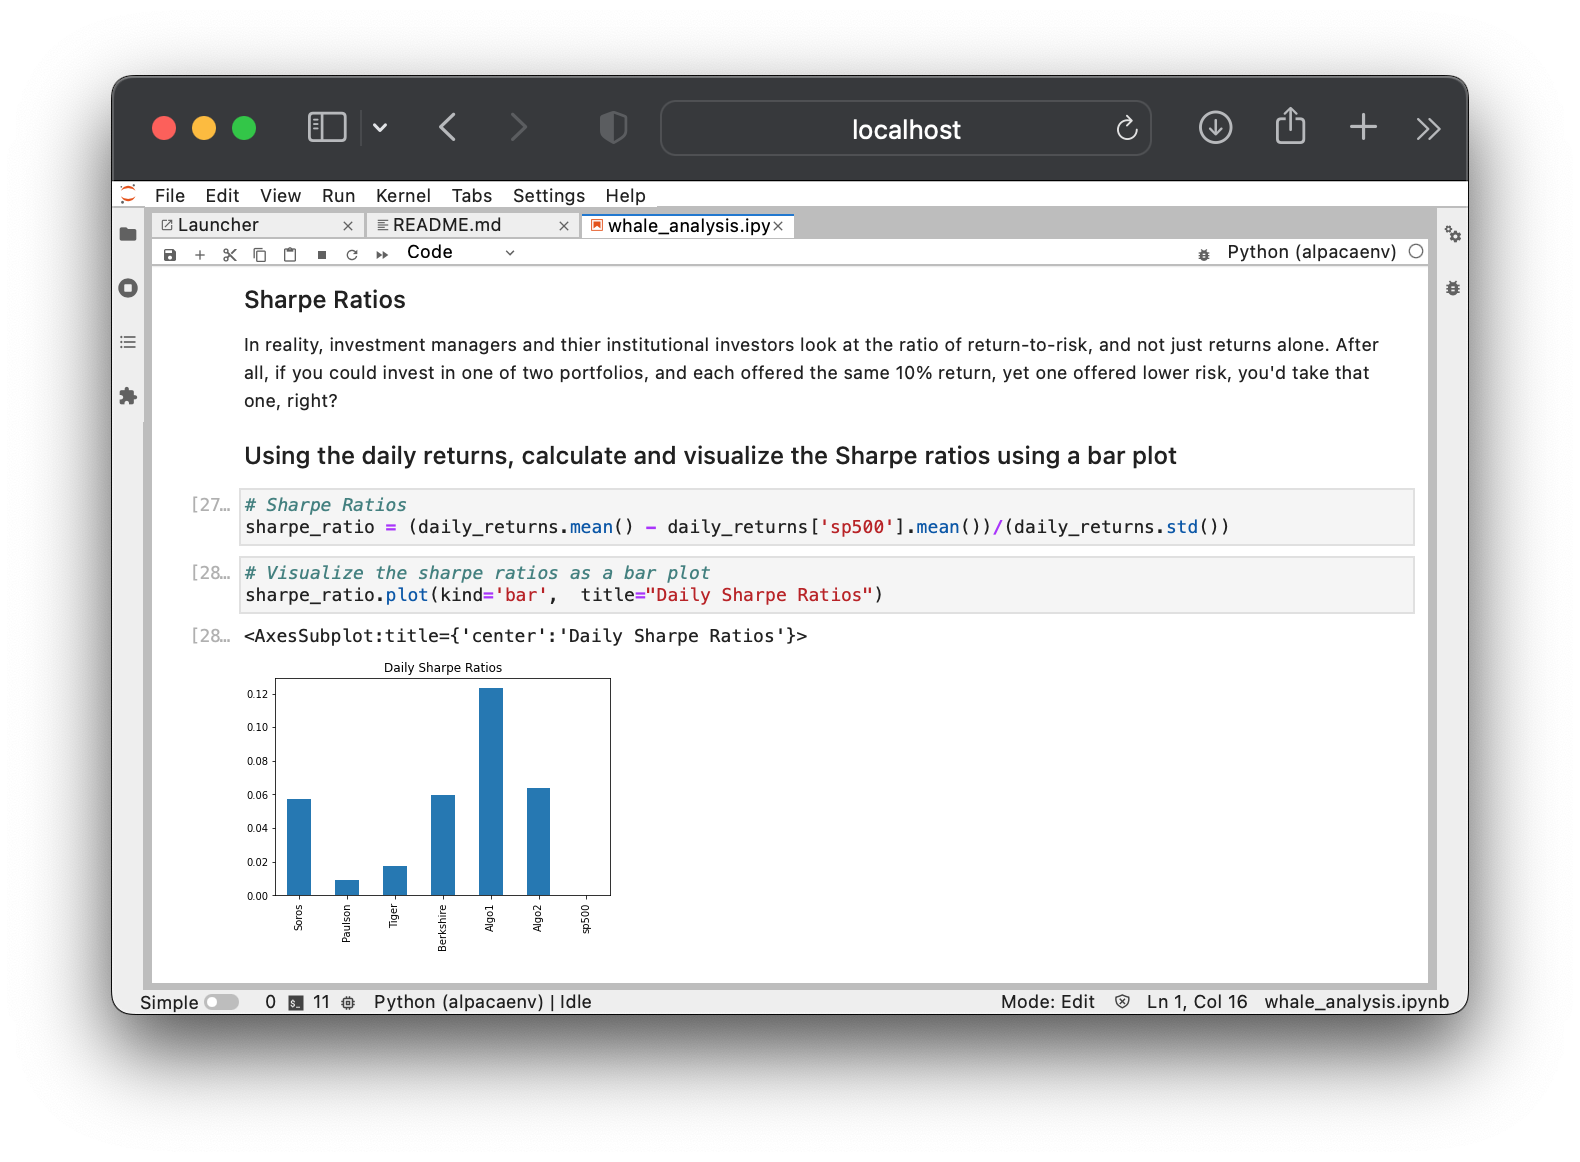 localhost
File Edit View Run Kernel Tabs Settings Help
Launcher README.md whale_analysis.ipy
Code Python (alpacaenv)
Sharpe Ratios
In reality, investment managers and thier institutional investors look at the ratio of return-to-risk, and not just returns alone. After
all, if you could invest in one of two portfolios, and each offered the same 10% return, yet one offered lower risk, you'd take that
one, right?
Using the daily returns, calculate and visualize the Sharpe ratios using a bar plot
[27… # Sharpe Ratios
sharpe_ratio = (daily_returns.mean() - daily_returns['sp500'].mean())/(daily_returns.std())
[28… # Visualize the sharpe ratios as a bar plot
sharpe_ratio.plot(kind='bar',  title="Daily Sharpe Ratios")
[28… <AxesSubplot:title={'center':'Daily Sharpe Ratios'}>
Daily Sharpe Ratios
0.12
0.10
0.08
0.06
0.04
0.02
0.00
Soros Paulson Tiger Berkshire Algo1 Algo2 sp500
Simple 0 $_ 11 Python (alpacaenv) | Idle Mode: Edit Ln 1, Col 16 whale_analysis.ipynb